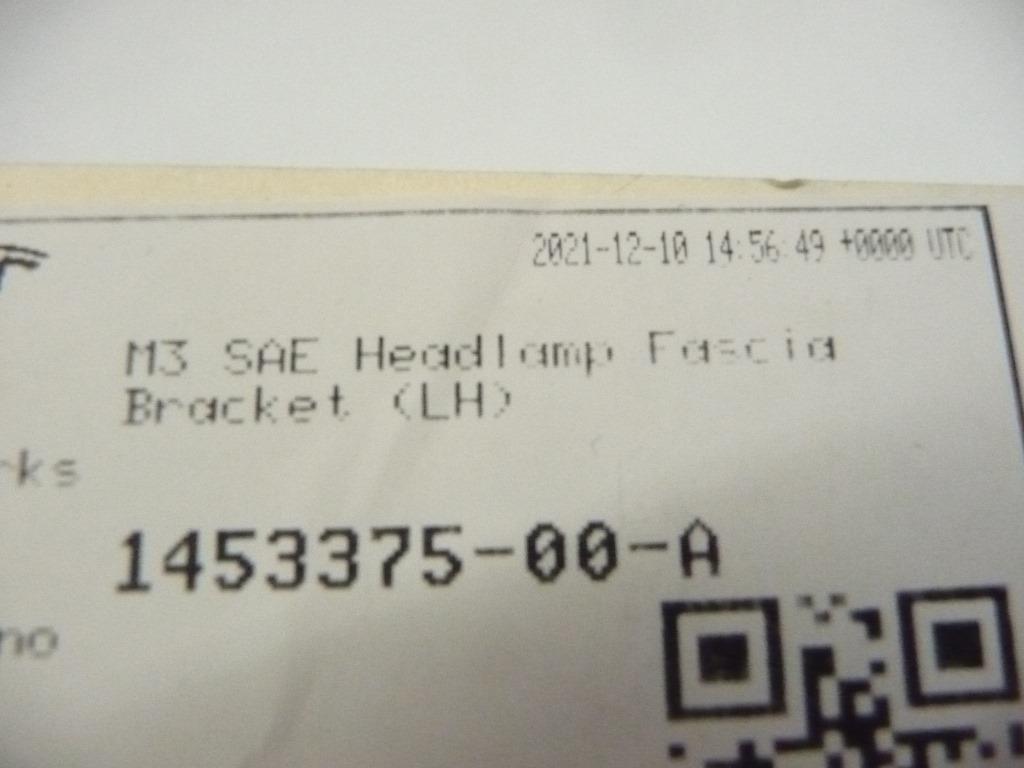 2021-12-10 14:56:49 +0000 UTC
M3 SAE Headlamp Fascia
Bracket (LH)
rks
1453375-00-A
no